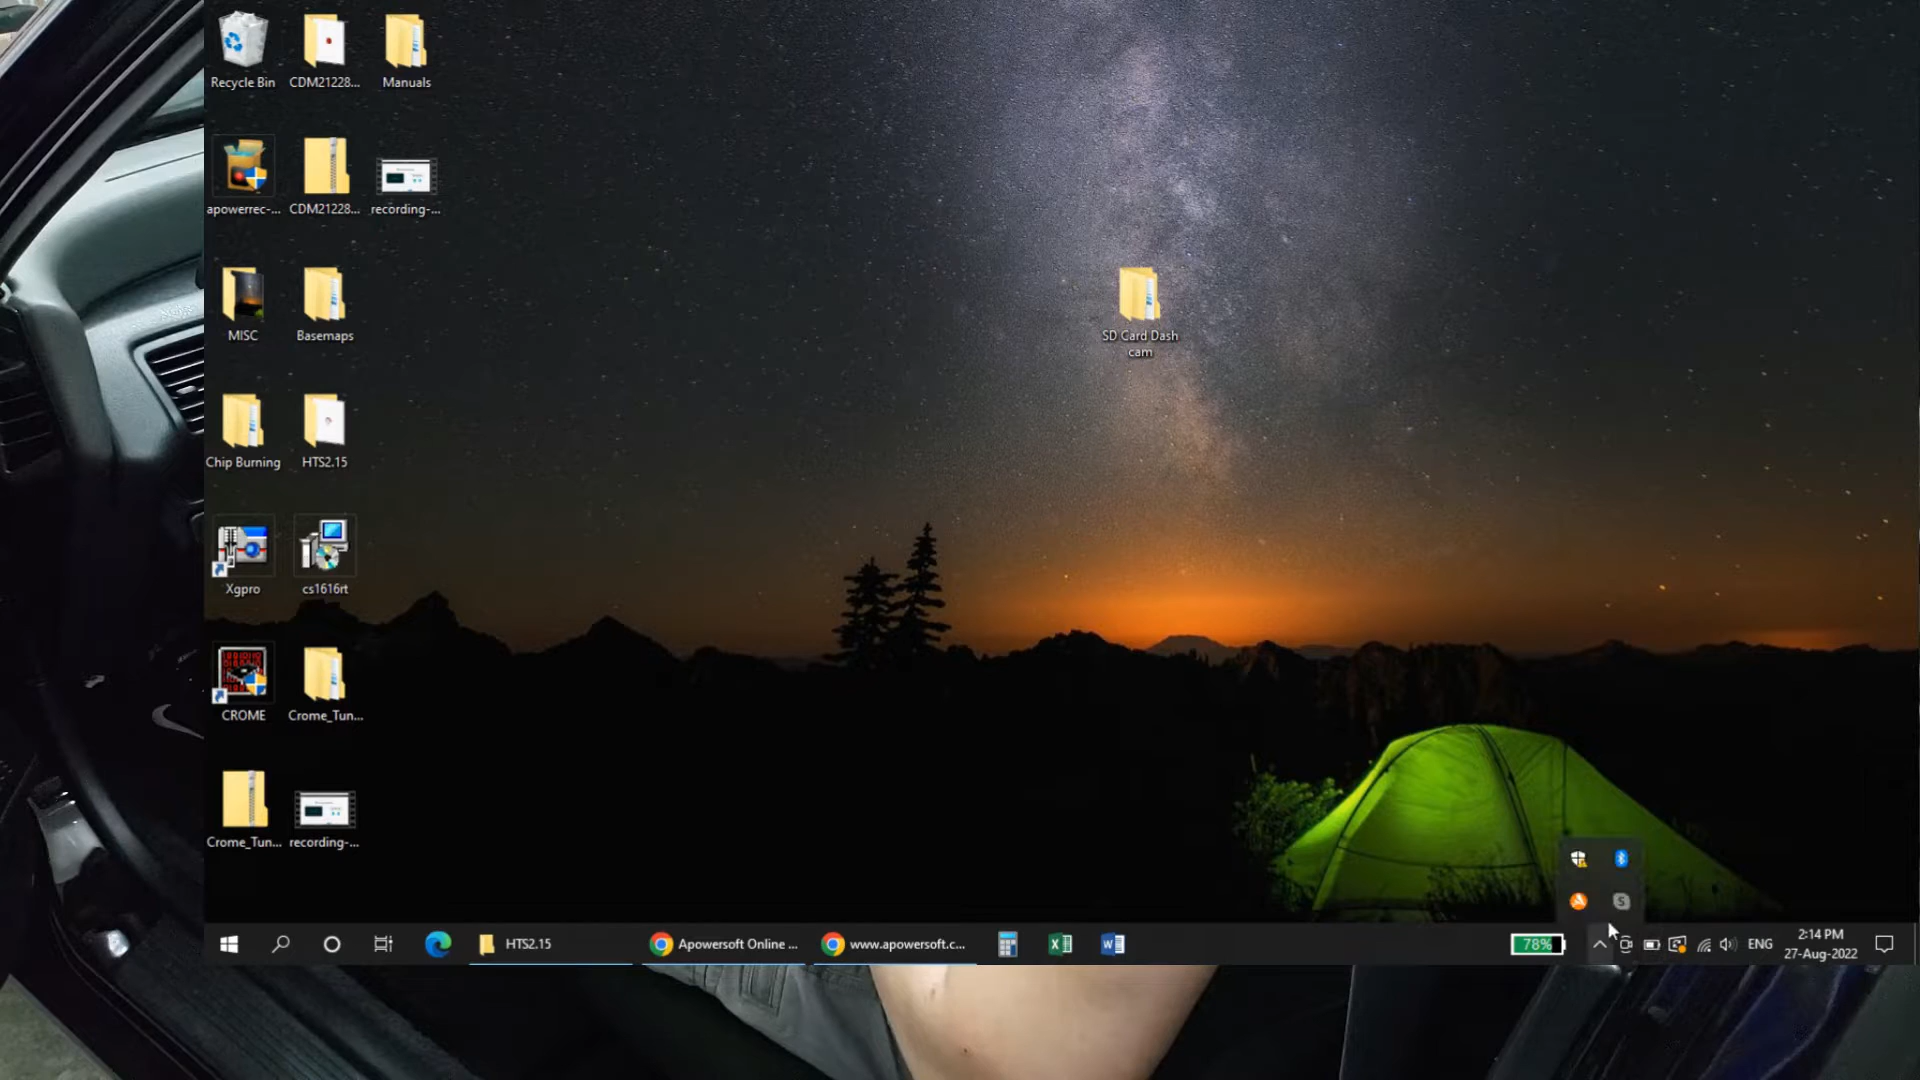 Recycle Bin
CDM21228...
Manuals
apowerrec-...
CDM21228...
recording-...
MISC
Basemaps
SD Card Dash
cam
Chip Burning
HTS2.15
Xgpro
cs1616rt
CROME
Crome_Tun...
Crome_Tun...
recording-...
HTS2.15
Apowersoft Online ...
www.apowersoft.c...
78%
ENG
2:14 PM
27-Aug-2022